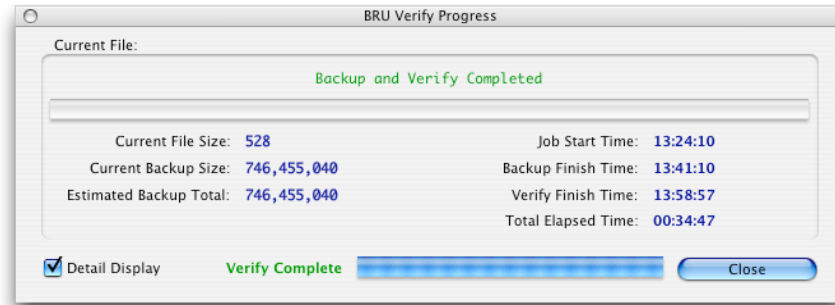 BRU Verify Progress
Current File:
Backup and Verify Completed
Current File Size: 528
Current Backup Size: 746,455,040
Estimated Backup Total: 746,455,040
Job Start Time: 13:24:10
Backup Finish Time: 13:41:10
Verify Finish Time: 13:58:57
Total Elapsed Time: 00:34:47
Detail Display
Verify Complete
Close